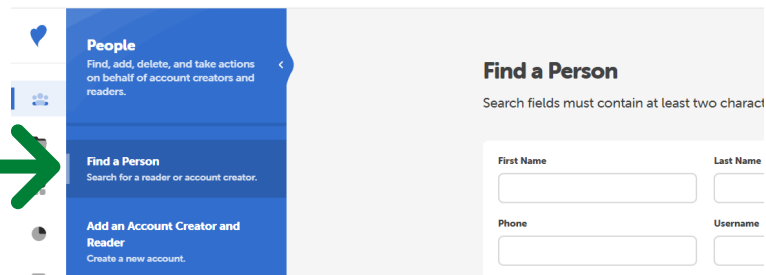 People
Find, add, delete, and take actions
on behalf of account creators and
readers.
Find a Person
Search for a reader or account creator.
Add an Account Creator and
Reader
Create a new account.
Find a Person
Search fields must contain at least two charact
First Name
Last Name
Phone
Username